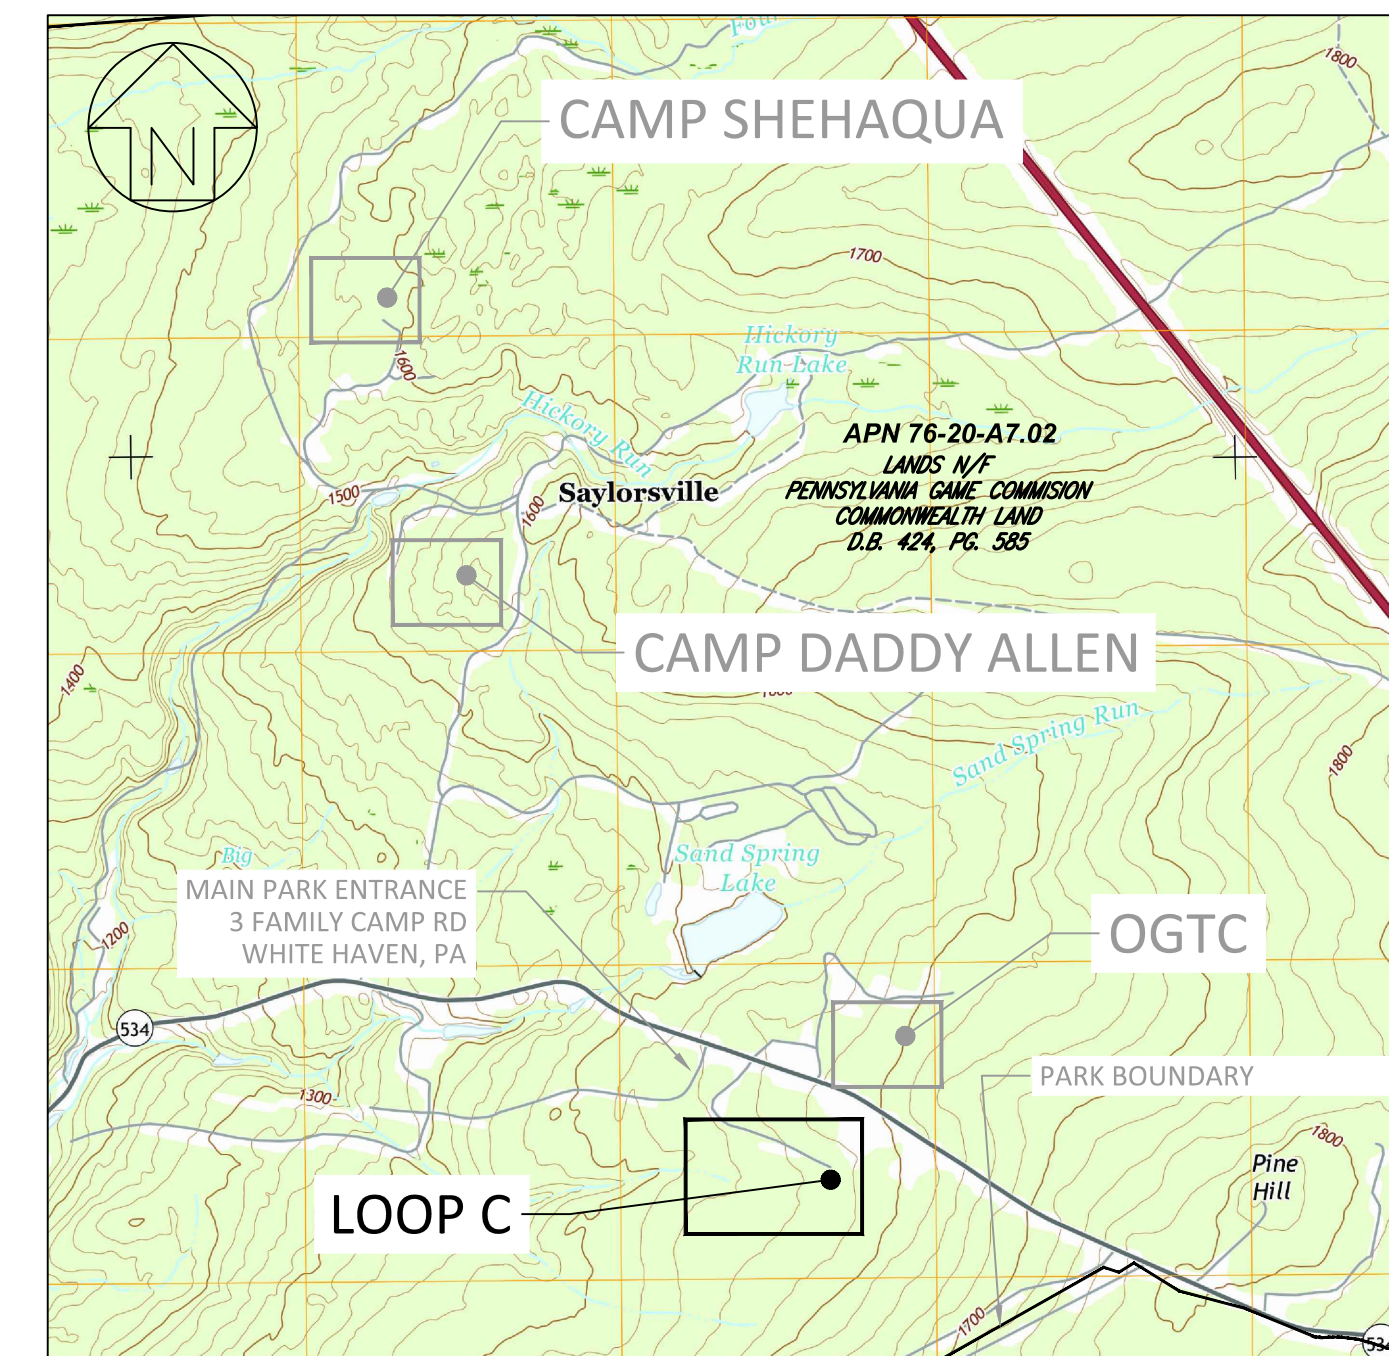 Four
1800
N
CAMP SHEHAQUA
1700
Hickory
Run Lake
1600
Hickory Run
APN 76-20-A7.02
LANDS N/F
PENNSYLVANIA GAME COMMISION
COMMONWEALTH LAND
D.B. 424, PG. 585
1500
Saylorsville
1600
CAMP DADDY ALLEN
1400
Sand Spring Run
1800
Big
Sand Spring
Lake
MAIN PARK ENTRANCE
3 FAMILY CAMP RD
WHITE HAVEN, PA
1200
OGTC
534
PARK BOUNDARY
1300
1800
Pine
Hill
LOOP C
1700
534